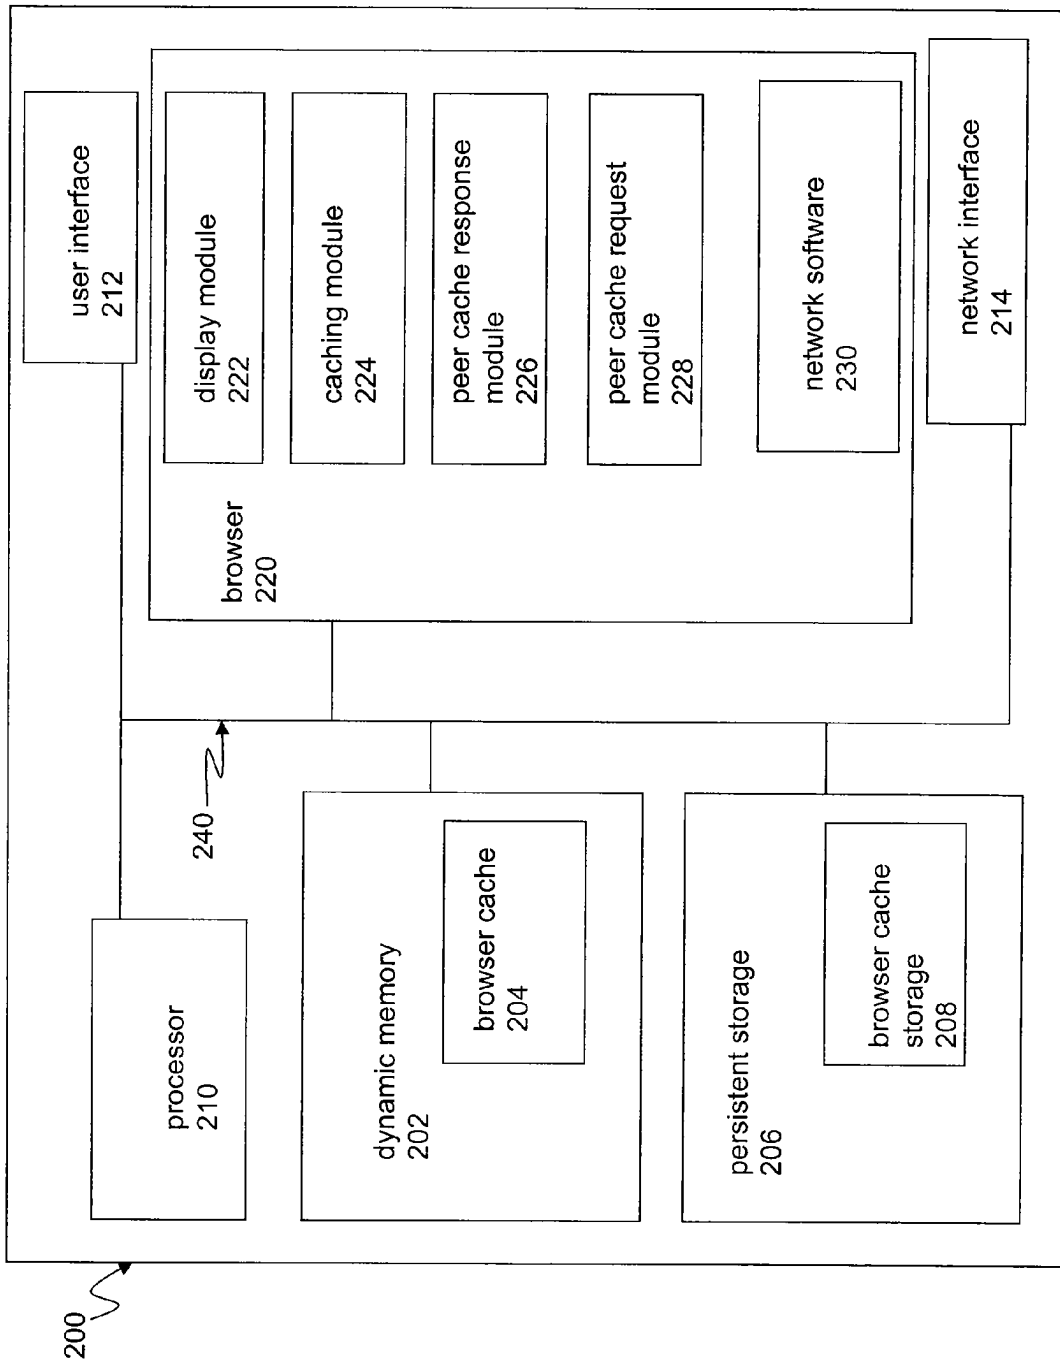 200
processor
210
dynamic memory
202
browser cache
204
persistent storage
206
browser cache
storage
208
240
user interface
212
browser
220
display module
222
caching module
224
peer cache response
module
226
peer cache request
module
228
network software
230
network interface
214